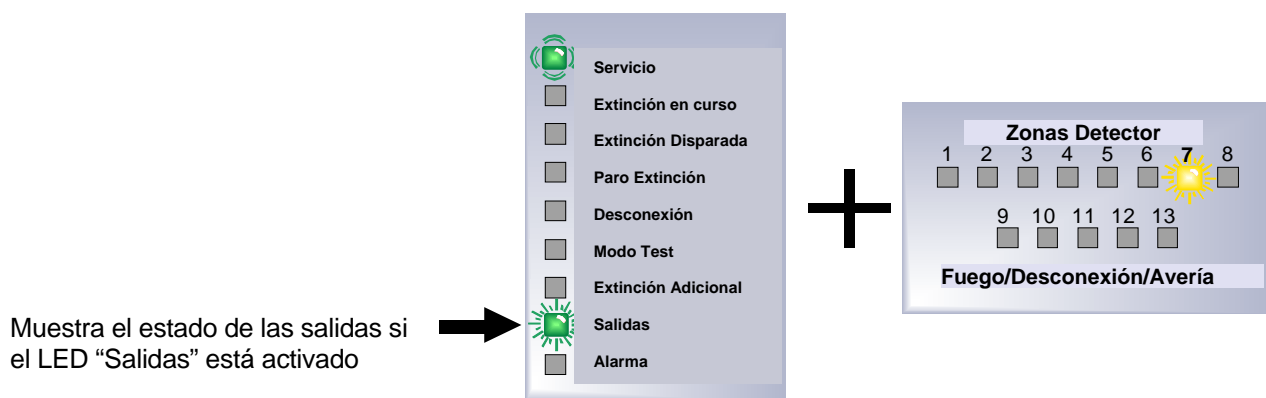 Servicio
Extinción en curso
Extinción Disparada
Paro Extinción
Desconexión
Modo Test
Extinción Adicional
Salidas
Alarma
Muestra el estado de las salidas si
el LED “Salidas” está activado
Zonas Detector
1 2 3 4 5 6 7 8
9 10 11 12 13
Fuego/Desconexión/Avería